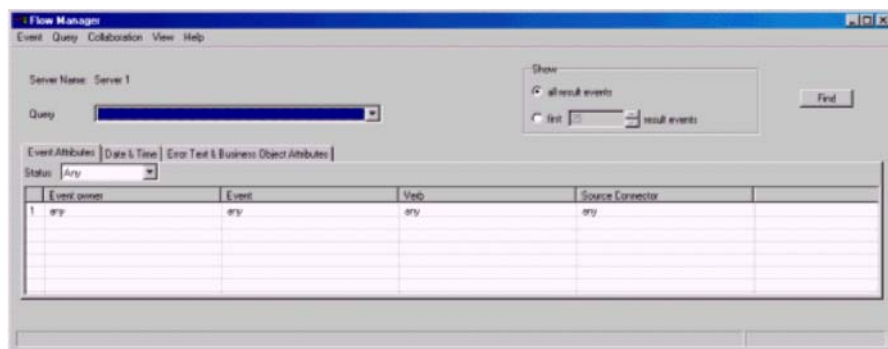 Flow Manager
Event Query Collaboration View Help
Server Name: Server 1
Query
Show
all result events
first 25 result events
Find
Event Attributes Date & Time Error Text & Business Object Attributes
Status Any
Event owner Event Verb Source Connector
1 any any any any